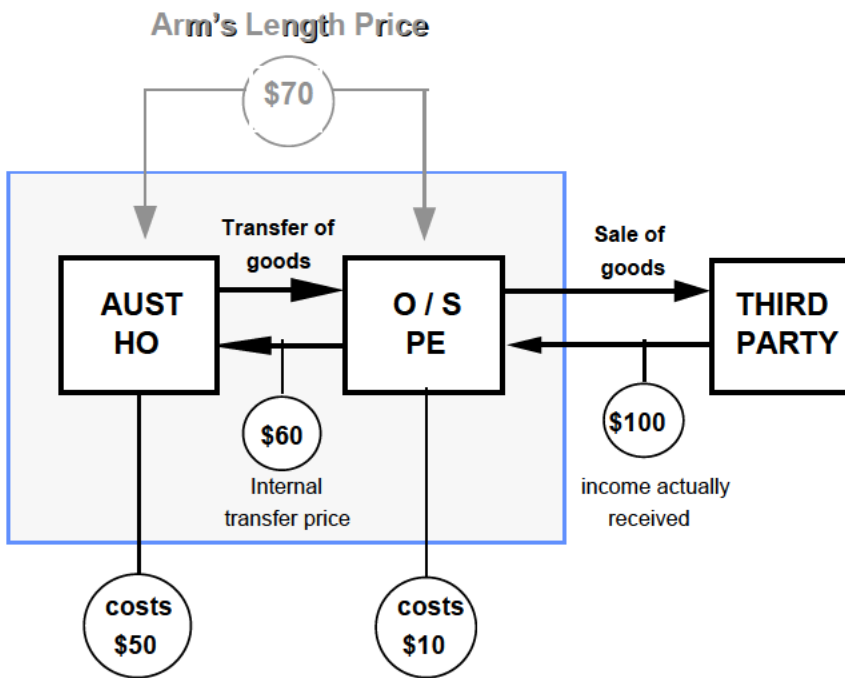 Arm's Length Price
$70
Transfer of
goods
Sale of
goods
AUST
HO
O / S
PE
THIRD
PARTY
$60
$100
Internal
transfer price
income actually
received
costs
$50
costs
$10